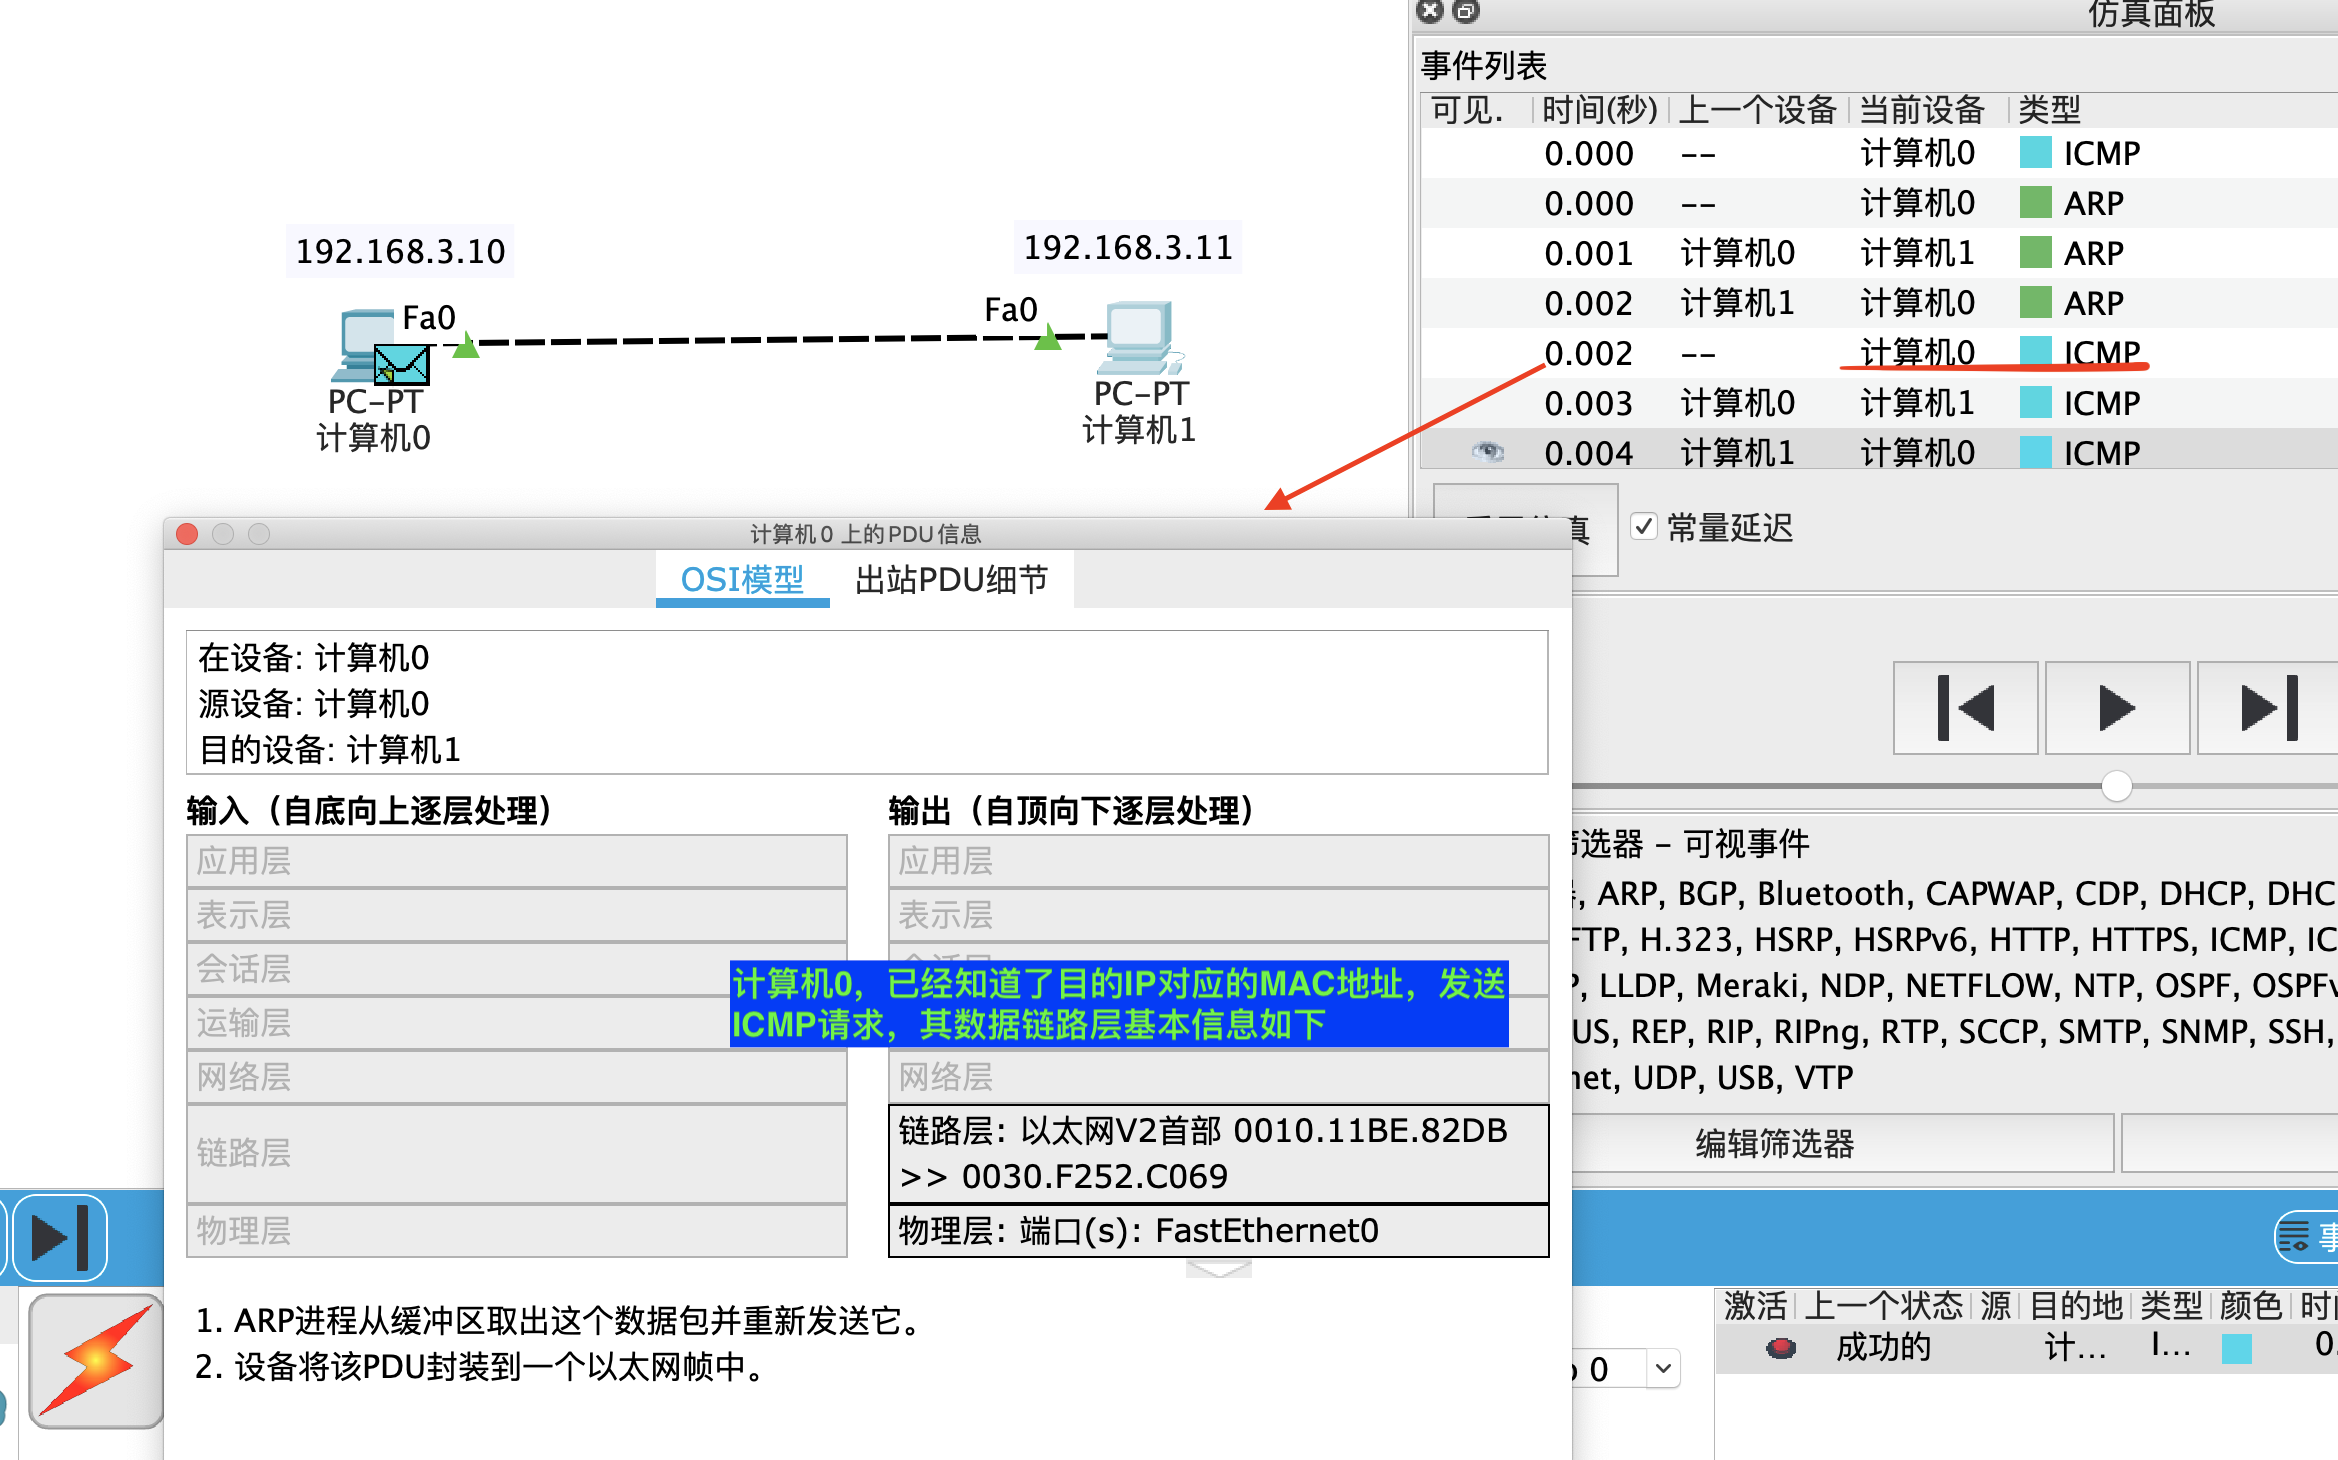 仿真面板
事件列表
可见. 时间(秒) 上一个设备 当前设备 类型
0.000 -- 计算机0 ICMP
0.000 -- 计算机0 ARP
0.001 计算机0 计算机1 ARP
0.002 计算机1 计算机0 ARP
0.002 -- 计算机0 ICMP
0.003 计算机0 计算机1 ICMP
0.004 计算机1 计算机0 ICMP
192.168.3.10
192.168.3.11
Fa0
Fa0
PC-PT
计算机0
PC-PT
计算机1
真
常量延迟
计算机0 上的PDU信息
OSI模型 出站PDU细节
在设备: 计算机0
源设备: 计算机0
目的设备: 计算机1
输入（自底向上逐层处理）
应用层
表示层
会话层
运输层
网络层
链路层
物理层
输出（自顶向下逐层处理）
应用层
表示层
计算机0，已经知道了目的IP对应的MAC地址，发送
ICMP请求，其数据链路层基本信息如下
网络层
链路层: 以太网V2首部 0010.11BE.82DB
>> 0030.F252.C069
物理层: 端口(s): FastEthernet0
1. ARP进程从缓冲区取出这个数据包并重新发送它。
2. 设备将该PDU封装到一个以太网帧中。
选器 – 可视事件
, ARP, BGP, Bluetooth, CAPWAP, CDP, DHCP, DHC
FTP, H.323, HSRP, HSRPv6, HTTP, HTTPS, ICMP, IC
P, LLDP, Meraki, NDP, NETFLOW, NTP, OSPF, OSPFv
US, REP, RIP, RIPng, RTP, SCCP, SMTP, SNMP, SSH,
net, UDP, USB, VTP
编辑筛选器
事
激活 上一个状态 源 目的地 类型 颜色 时间
成功的 计... I... 0.
0